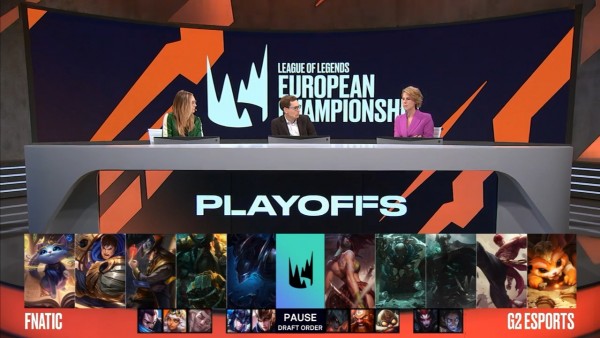 LEAGUE OF LEGENDS
EUROPEAN
CHAMPIONSHIP
PLAYOFFS
FNATIC
PAUSE
DRAFT ORDER
G2 ESPORTS